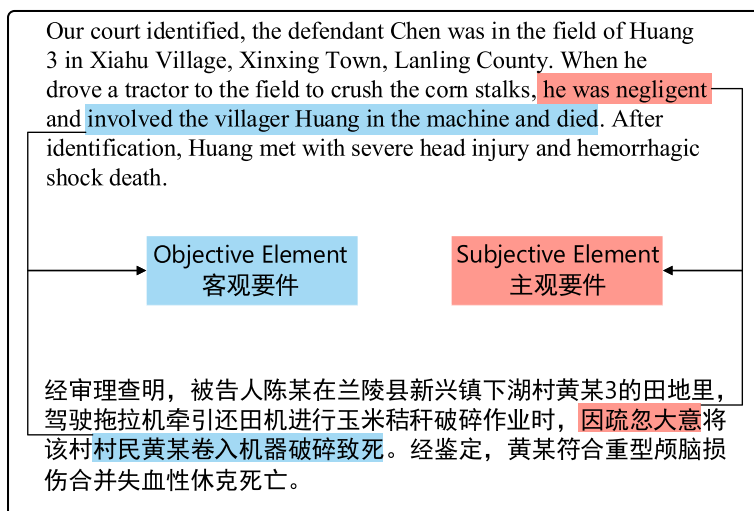 Our court identified, the defendant Chen was in the field of Huang
3 in Xiahu Village, Xinxing Town, Lanling County. When he
drove a tractor to the field to crush the corn stalks, he was negligent
and involved the villager Huang in the machine and died. After
identification, Huang met with severe head injury and hemorrhagic
shock death.
Objective Element
客观要件
Subjective Element
主观要件
经审理查明，被告人陈某在兰陵县新兴镇下湖村黄某3的田地里，
驾驶拖拉机牵引还田机进行玉米秸秆破碎作业时，因疏忽大意将
该村村民黄某卷入机器破碎致死。经鉴定，黄某符合重型颅脑损
伤合并失血性休克死亡。